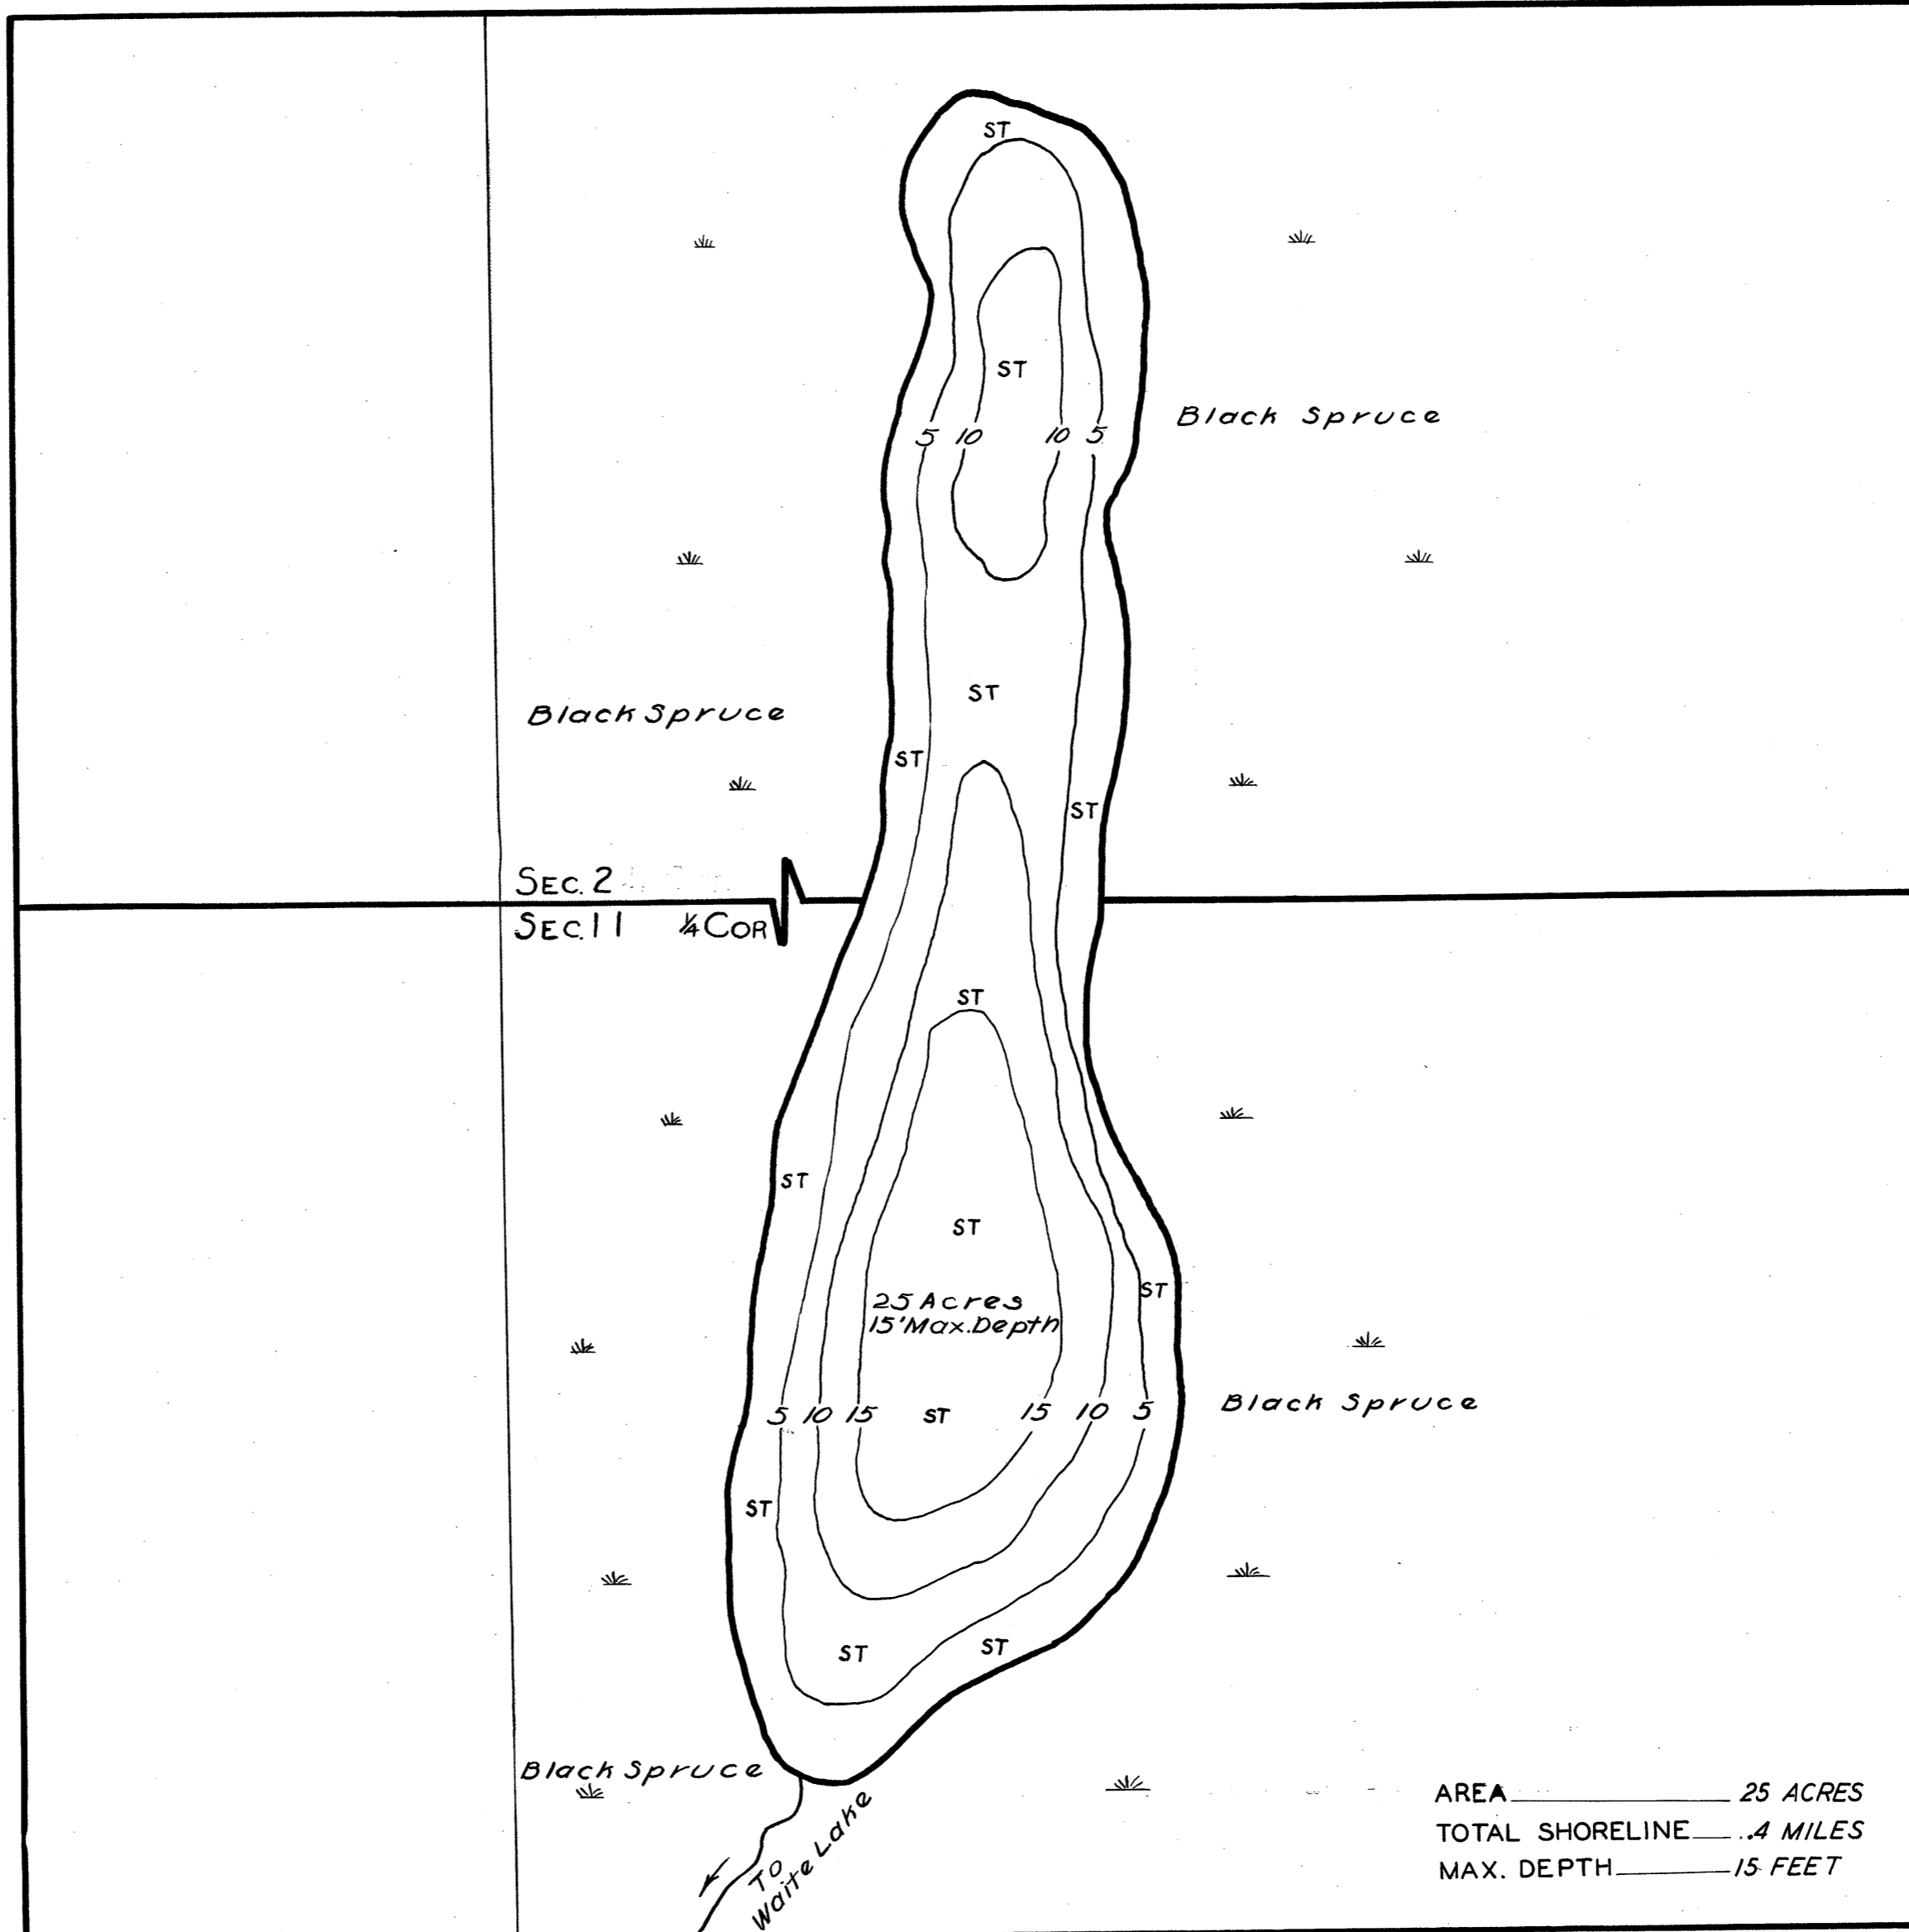 ST
ST
Black Spruce
5 10 10 5
ST
Black Spruce
ST
ST
SEC. 2
SEC. 11 ¼ COR
ST
ST
ST
ST
25 Acres
15' Max. Depth
5 10 15 ST 15 10 5
Black Spruce
ST
ST
ST
Black Spruce
TO
Waite Lake
AREA 25 ACRES
TOTAL SHORELINE .4 MILES
MAX. DEPTH 15 FEET